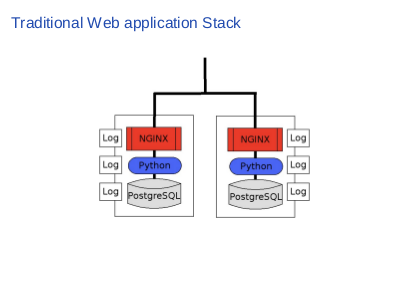 Traditional Web application Stack
Log NGINX
Log Python
Log PostgreSQL
NGINX Log
Python Log
PostgreSQL Log